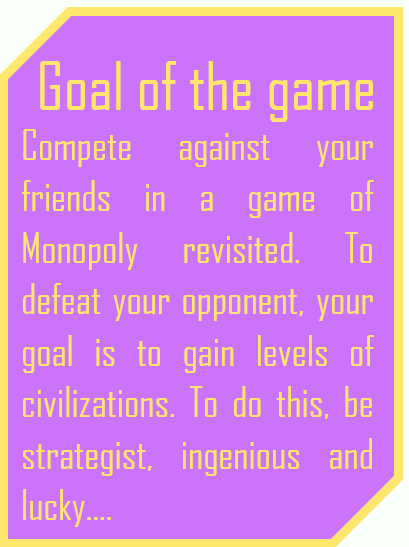 Goal of the game
Compete against your
friends in a game of
Monopoly revisited. To
defeat your opponent, your
goal is to gain levels of
civilizations. To do this, be
strategist, ingenious and
lucky....